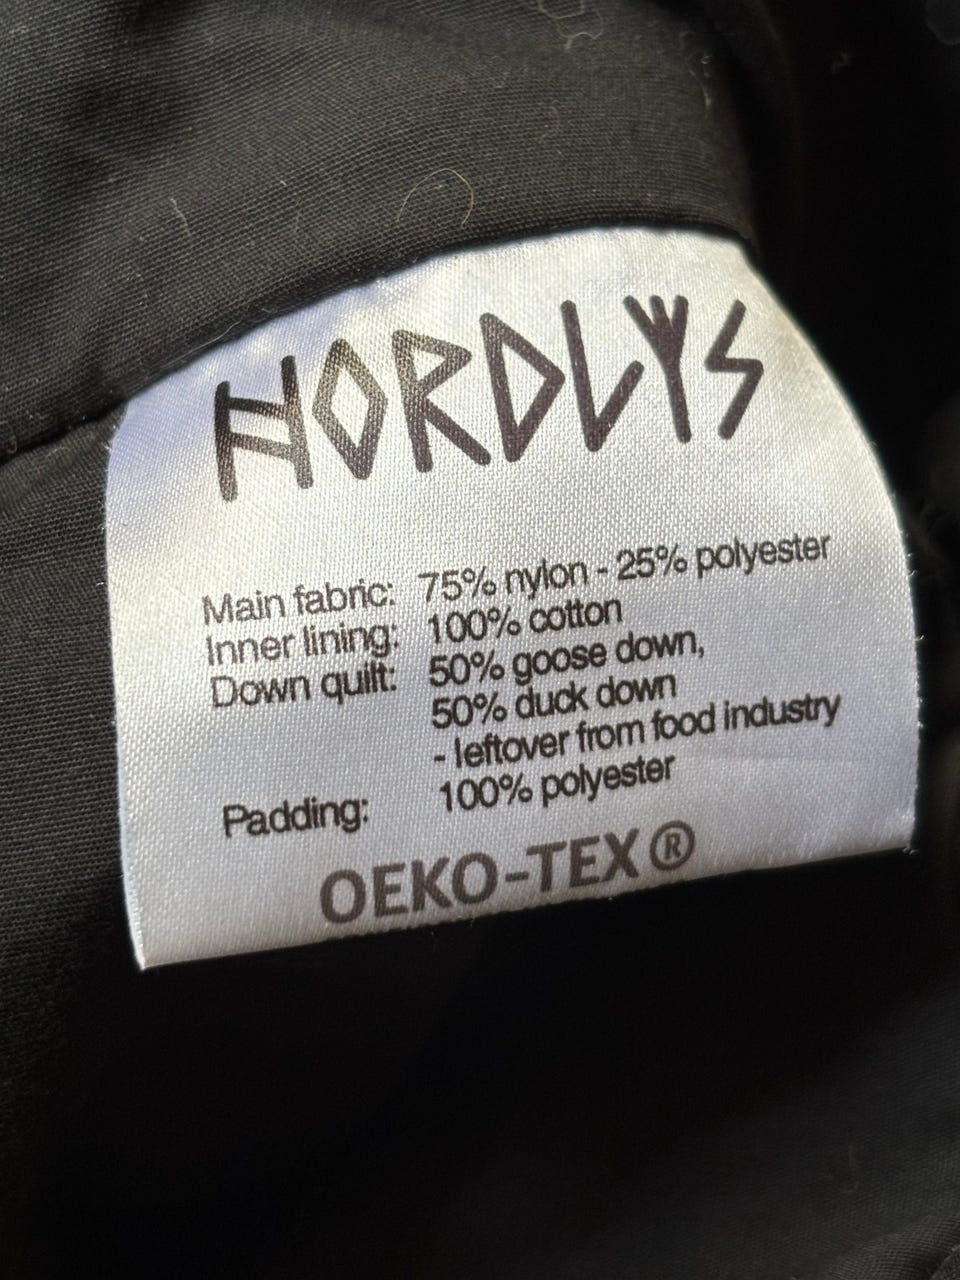 NORDLYS
Main fabric: 75% nylon - 25% polyester
Inner lining: 100% cotton
Down quilt: 50% goose down,
50% duck down
- leftover from food industry
Padding: 100% polyester
OEKO-TEX®